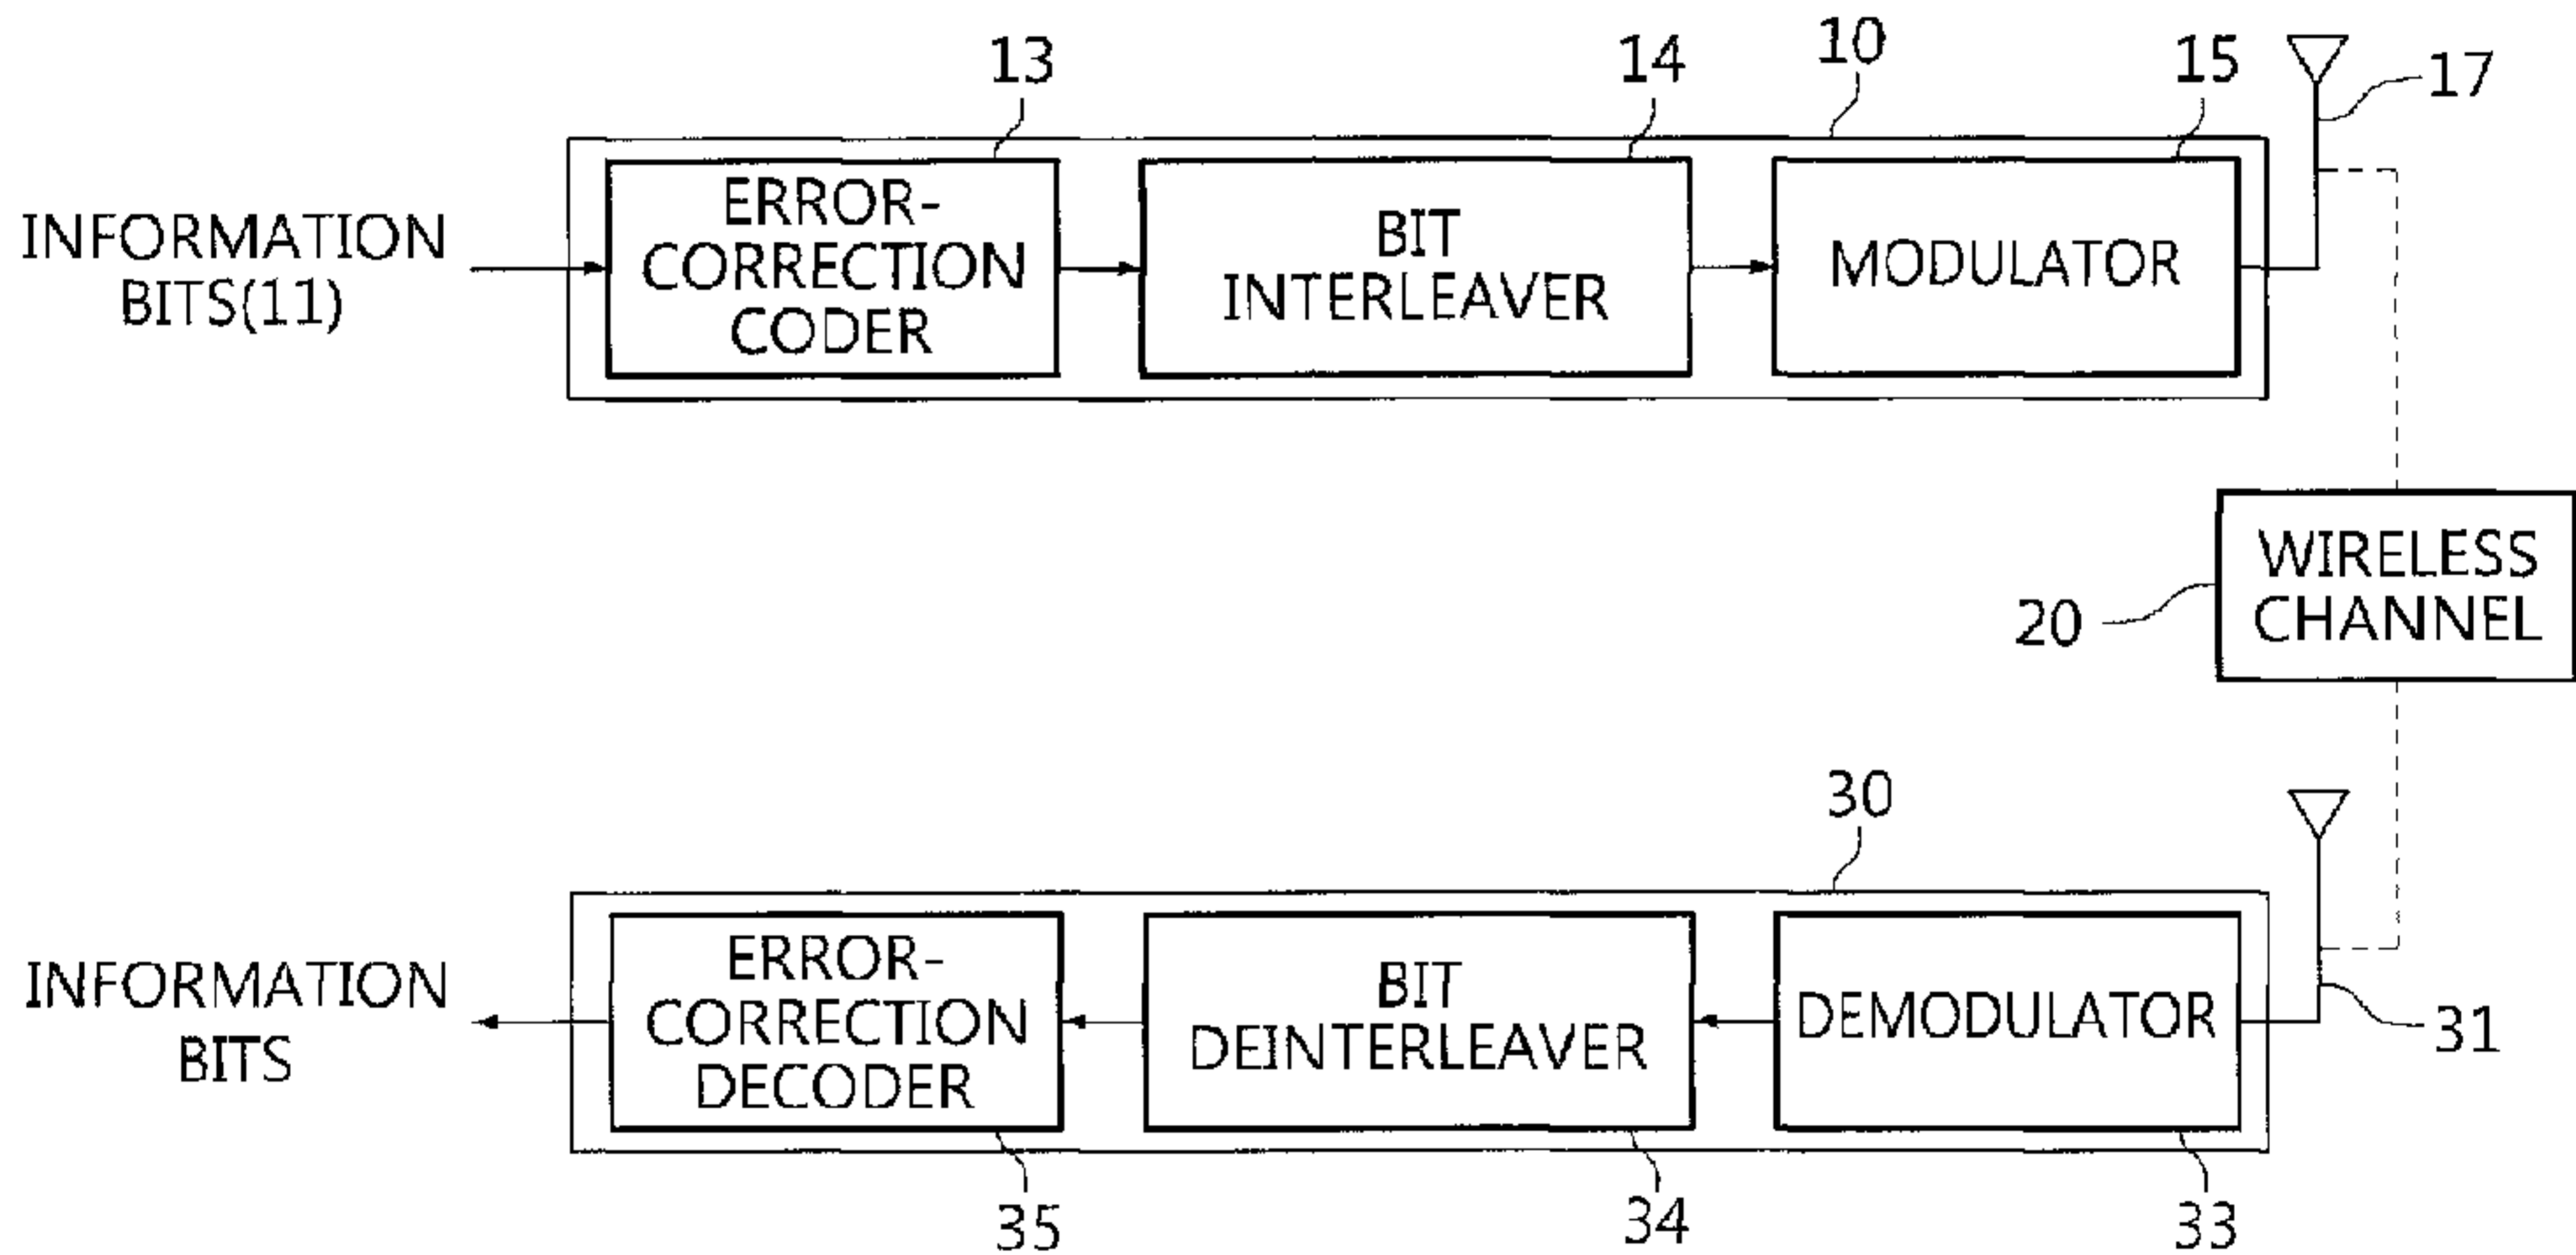 13
14
10
15
17
INFORMATION
BITS(11)
ERROR-
CORRECTION
CODER
BIT
INTERLEAVER
MODULATOR
WIRELESS
CHANNEL
20
30
INFORMATION
BITS
ERROR-
CORRECTION
DECODER
BIT
DEINTERLEAVER
DEMODULATOR
31
35
34
33